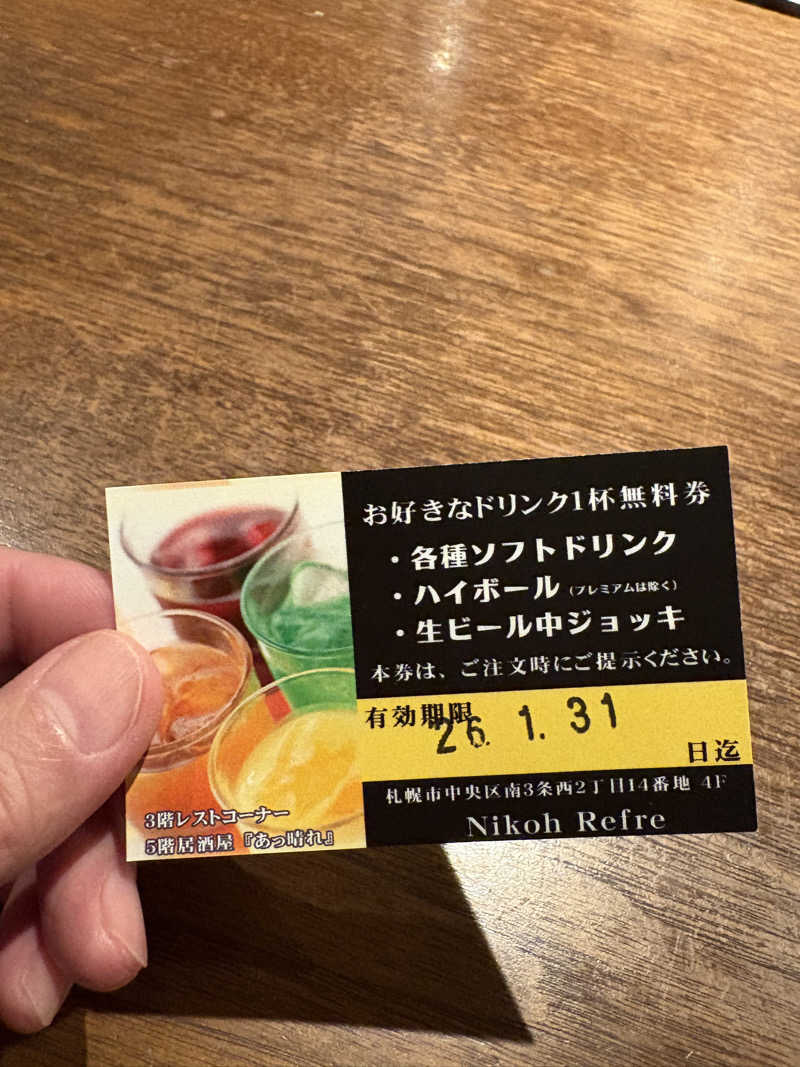 お好きなドリンク1杯無料券
・各種ソフトドリンク
・ハイボール（プレミアムは除く）
・生ビール中ジョッキ
本券は、ご注文時にご提示ください。
有効期限 26. 1. 31 日迄
札幌市中央区南3条西2丁目14番地 4F
Nikoh Refre
3階レストコーナー
5階居酒屋『あっ晴れ』